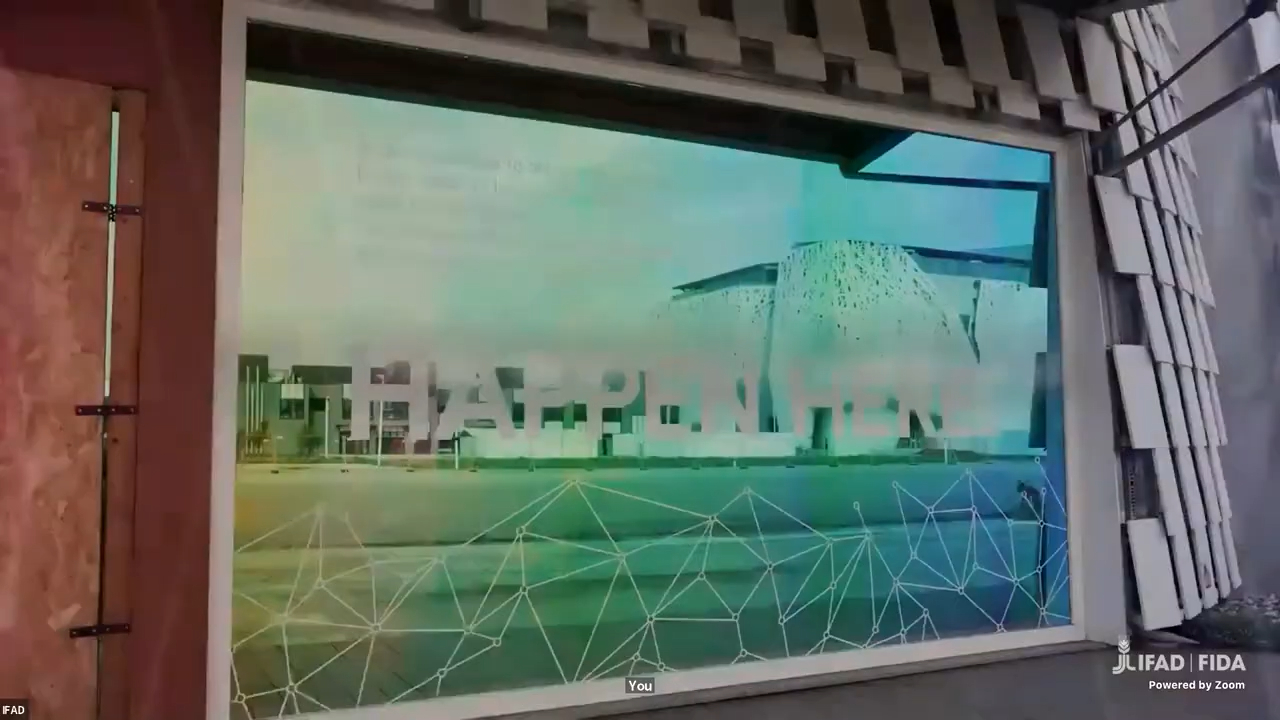 HAPPEN HERE
You
IFAD
IFAD | FIDA
Powered by Zoom